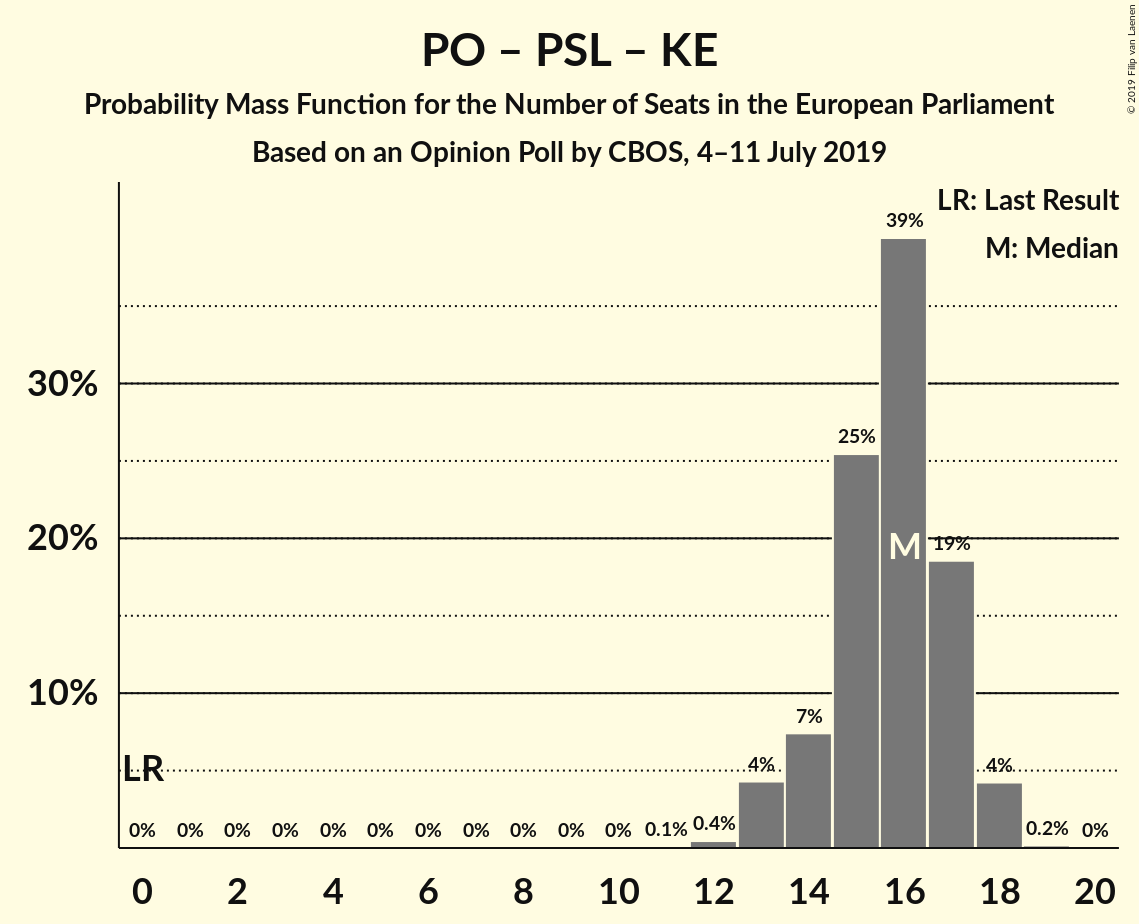 PO – PSL – KE
Probability Mass Function for the Number of Seats in the European Parliament
Based on an Opinion Poll by CBOS, 4–11 July 2019
© 2019 Filip van Laenen
LR: Last Result
M: Median
39%
30%
25%
20%
M
19%
10%
7%
LR
4%
4%
0% 0% 0% 0% 0% 0% 0% 0% 0% 0% 0% 0.1% 0.4% 0.2% 0%
0 2 4 6 8 10 12 14 16 18 20